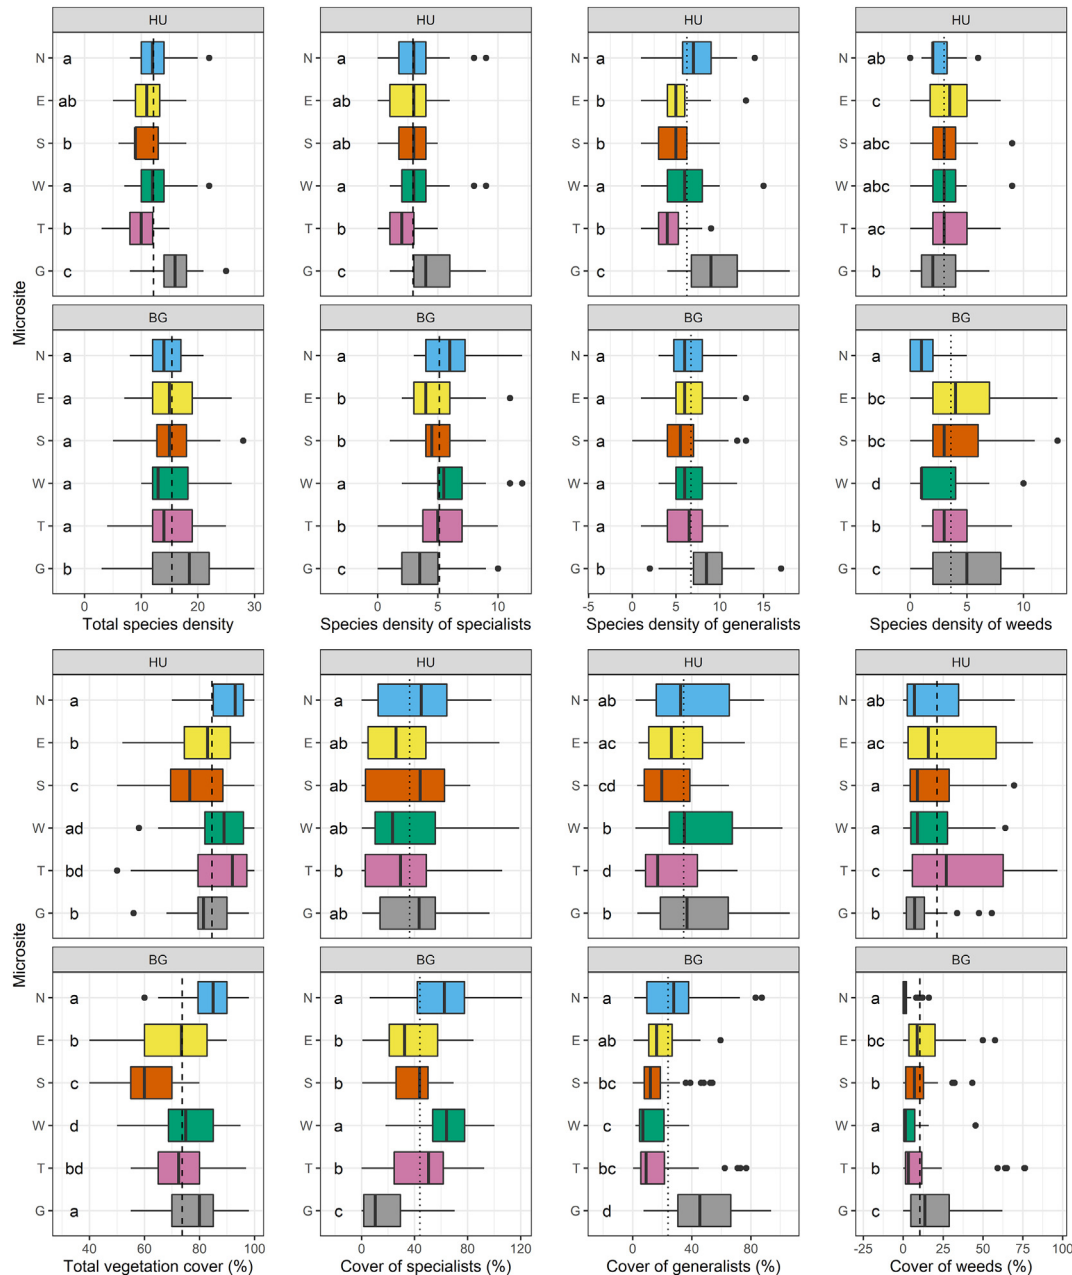 HU HU HU HU
N a N a N a N ab
E ab E ab E b E c
S b S ab S b S abc
W a W a W a W abc
T b T b T b T ac
G c G c G c G b
Microsite
BG BG BG BG
N a N a N a N a
E a E b E a E bc
S a S b S a S bc
W a W a W a W d
T a T b T a T b
G b G c G b G c
0 10 20 30 0 5 10 -5 0 5 10 15 0 5 10
Total species density Species density of specialists Species density of generalists Species density of weeds
HU HU HU HU
N a N a N ab N ab
E b E ab E ac E ac
S c S ab S cd S a
W ad W ab W b W a
T bd T b T d T c
G b G ab G b G b
Microsite
BG BG BG BG
N a N a N a N a
E b E b E ab E bc
S c S b S bc S b
W d W a W c W a
T bd T b T bc T b
G a G c G d G c
40 60 80 100 0 40 80 120 0 40 80 -25 0 25 50 75 100
Total vegetation cover (%) Cover of specialists (%) Cover of generalists (%) Cover of weeds (%)